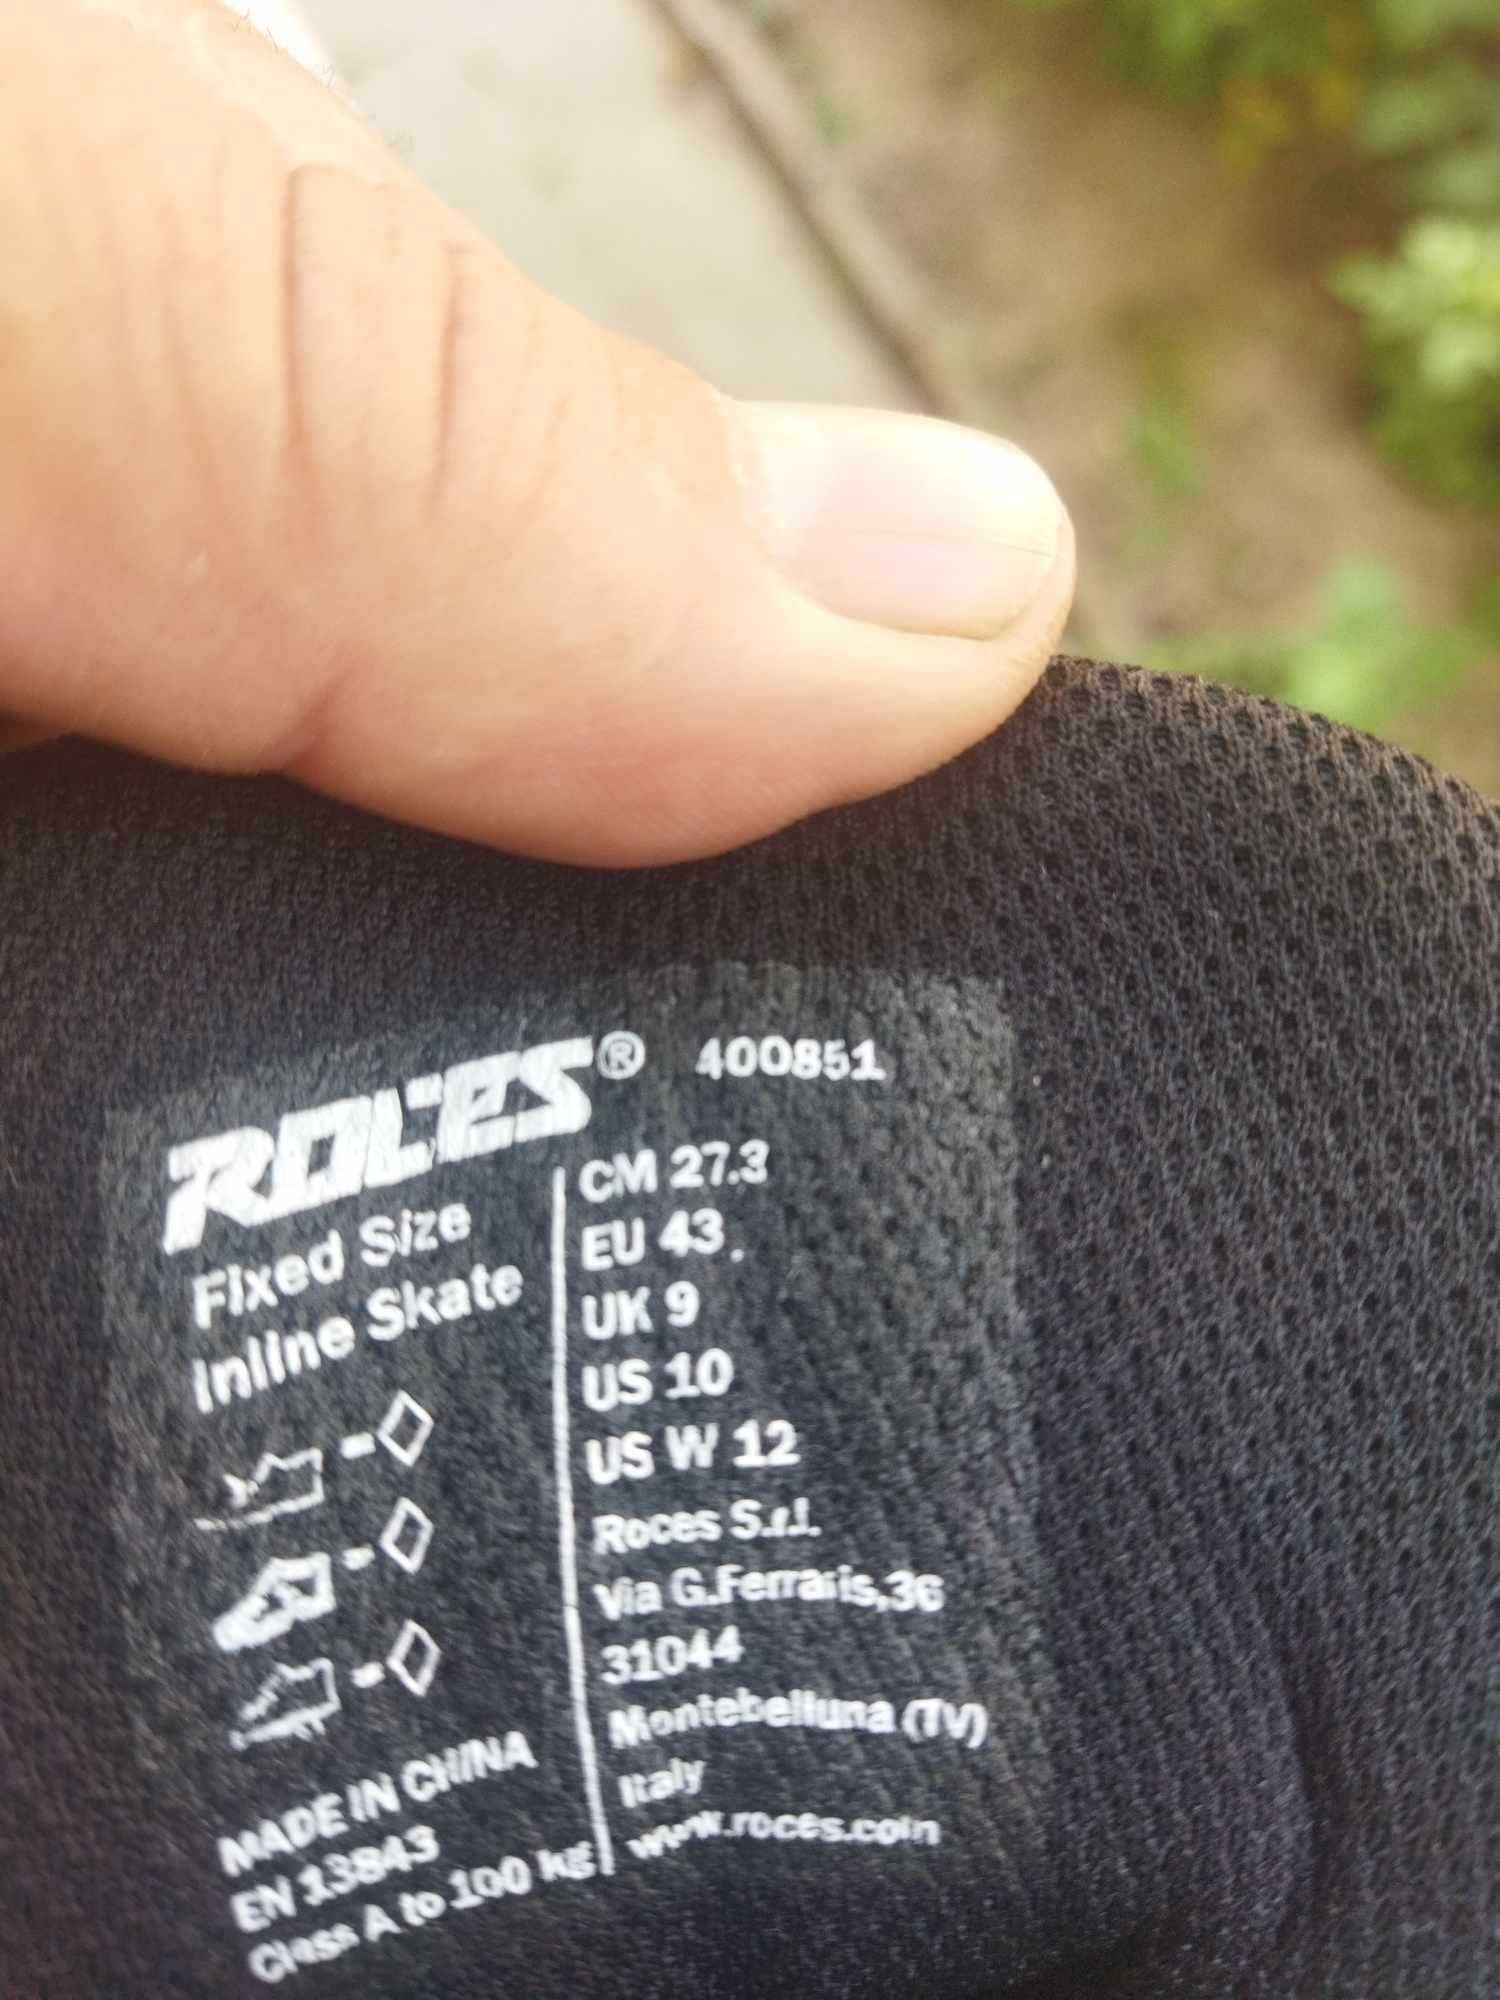 ROCES® 400851
Fixed Size
Inline Skate
MADE IN CHINA
EN 13843
Class A to 100 kg
CM 27.3
EU 43
UK 9
US 10
US W 12
Roces S.r.l.
Via G.Ferraris,36
31044
Montebelluna (TV)
Italy
www.roces.com